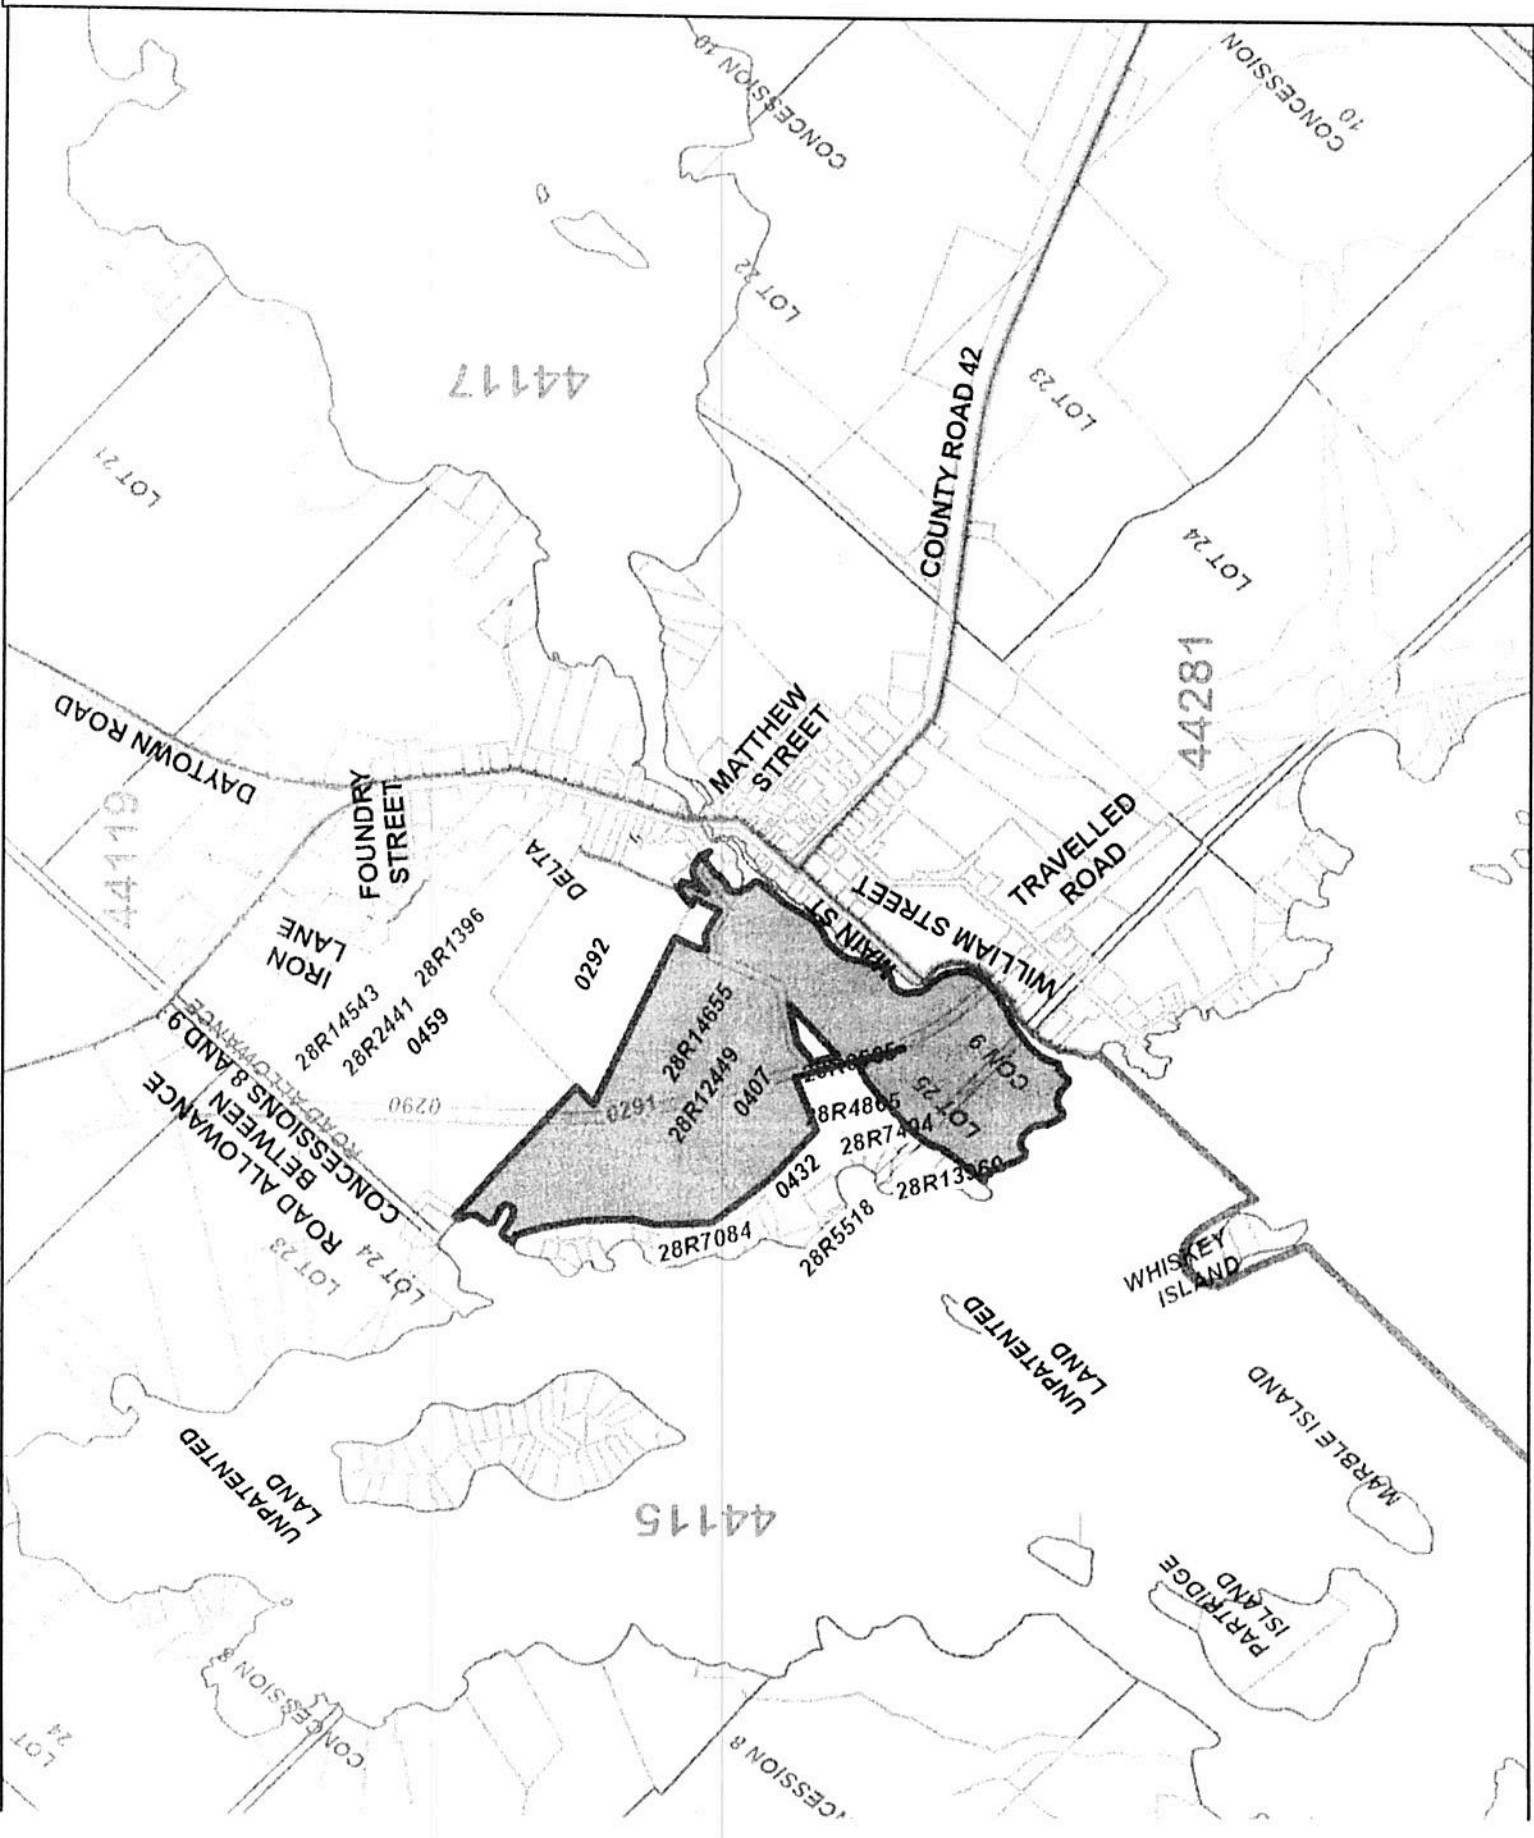 CONCESSION 10
CONCESSION
10
LOT 22
44117
COUNTY ROAD 42
LOT 23
LOT 21
LOT 24
44281
DAYTOWN ROAD
MATTHEW
STREET
44119
FOUNDRY
STREET
DELTA
TRAVELLED
ROAD
IRON
LANE
WILLIAM STREET
MAIN ST
28R1396
28R14543
28R2441
0459
0292
ROAD ALLOWANCE
BETWEEN
CONCESSIONS 8 AND 9
ROAD ALLOWANCE
0290
0291
28R14655
28R12449
0407
CON 9
LOT 25
28R4865
28R7494
0432
28R13960
28R5518
28R7084
LOT 23
LOT 24
WHISKEY
ISLAND
UNPATENTED
LAND
MARBLE ISLAND
UNPATENTED
LAND
44115
PARTRIDGE
ISLAND
CONCESSION 8
LOT
24
NCESSION 8